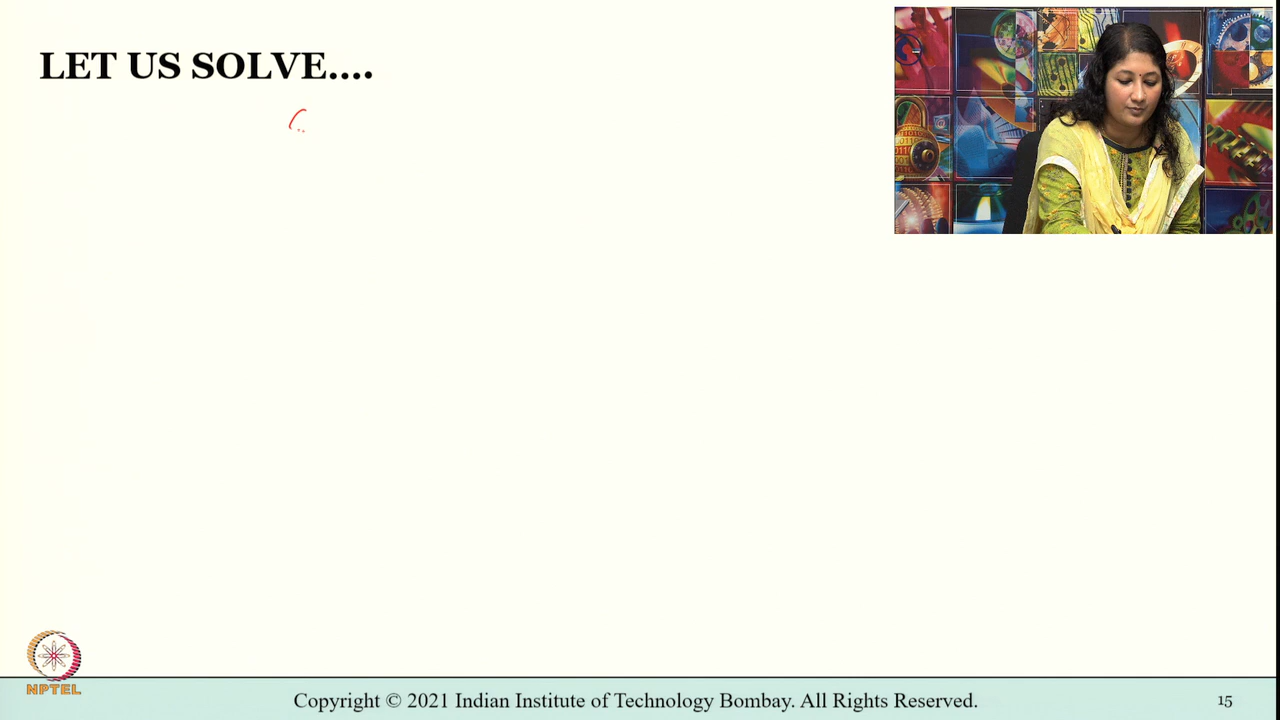 LET US SOLVE....
NPTEL
Copyright © 2021 Indian Institute of Technology Bombay. All Rights Reserved.
15